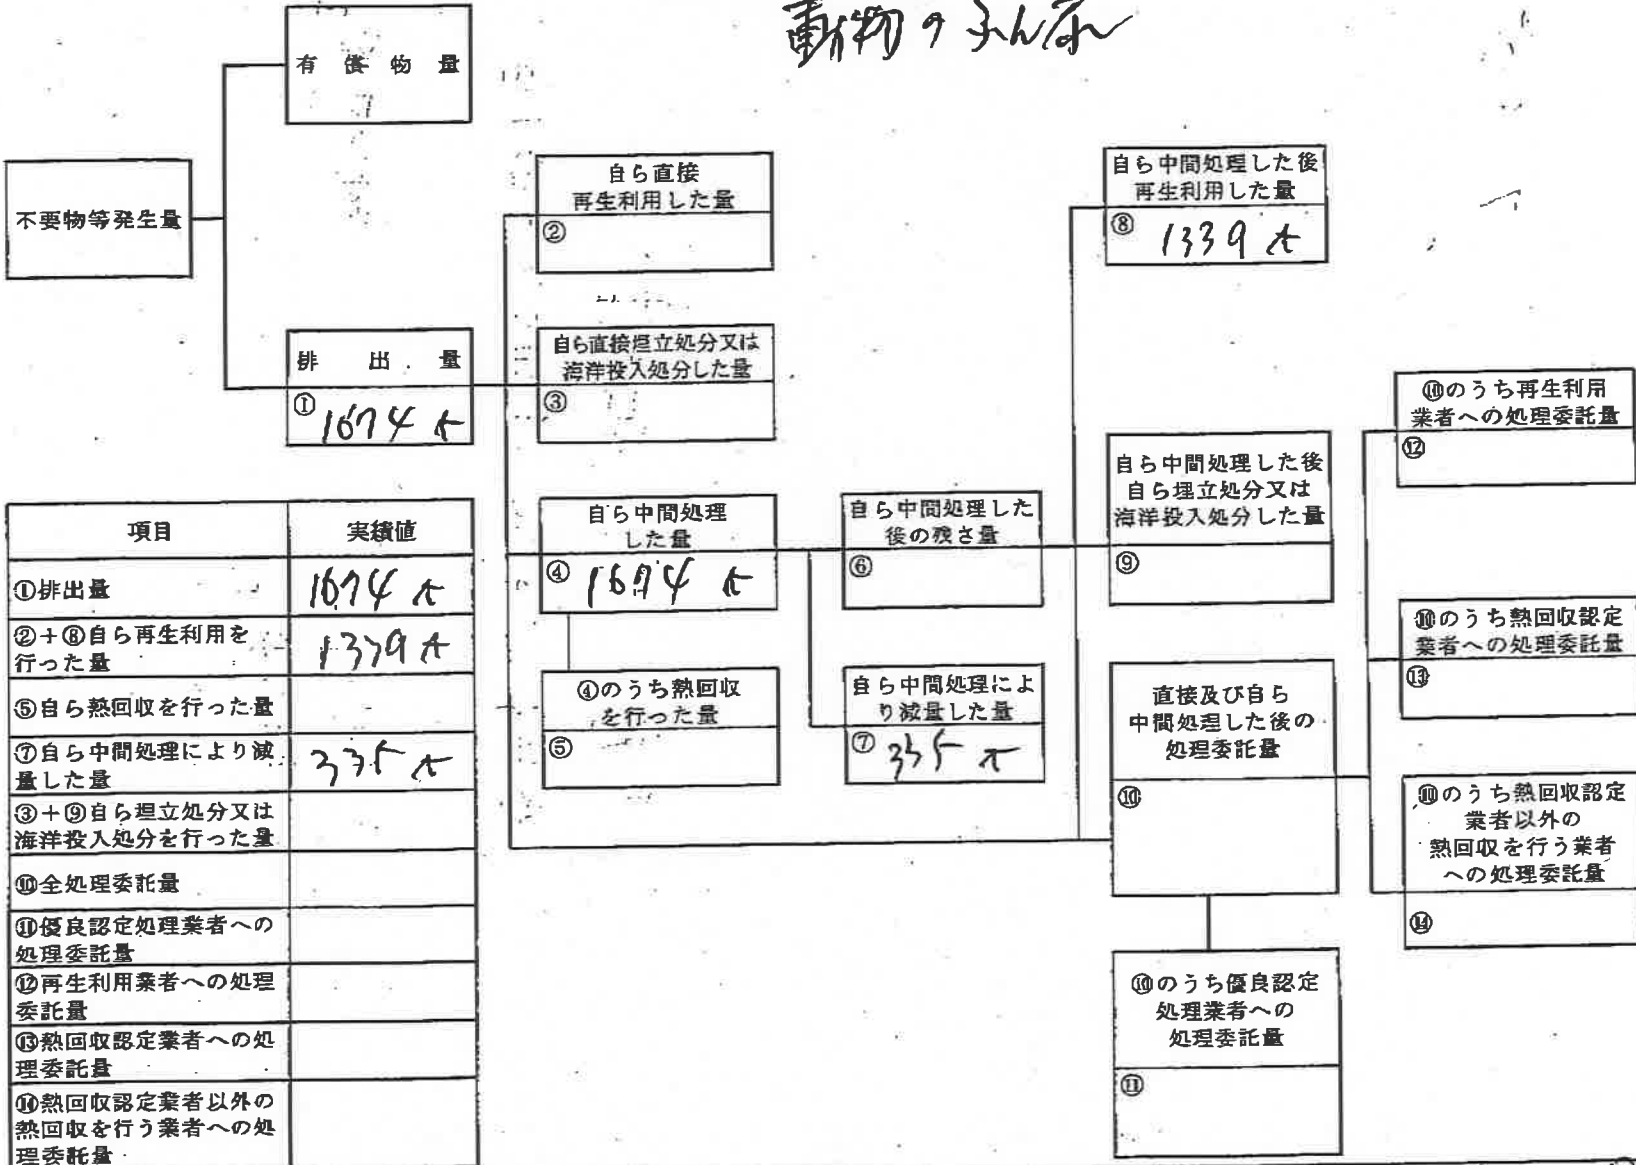 動物のふん尿
有償物量
不要物等発生量
排出量
① 1674 t
自ら直接
再生利用した量
②
自ら直接埋立処分又は
海洋投入処分した量
③
自ら中間処理
した量
④ 1674 t
④のうち熱回収
を行った量
⑤
自ら中間処理した
後の残さ量
⑥
自ら中間処理によ
り減量した量
⑦ 335 t
自ら中間処理した後
再生利用した量
⑧ 1339 t
自ら中間処理した後
自ら埋立処分又は
海洋投入処分した量
⑨
直接及び自ら
中間処理した後の
処理委託量
⑩
⑩のうち優良認定
処理業者への
処理委託量
⑪
⑩のうち再生利用
業者への処理委託量
⑫
⑩のうち熱回収認定
業者への処理委託量
⑬
⑩のうち熱回収認定
業者以外の
熱回収を行う業者
への処理委託量
⑭
項目 実績値
①排出量 1674 t
②+⑧自ら再生利用を
行った量 1339 t
⑤自ら熱回収を行った量
⑦自ら中間処理により減
量した量 335 t
③+⑨自ら埋立処分又は
海洋投入処分を行った量
⑩全処理委託量
⑪優良認定処理業者への
処理委託量
⑫再生利用業者への処理
委託量
⑬熱回収認定業者への処
理委託量
⑭熱回収認定業者以外の
熱回収を行う業者への処
理委託量